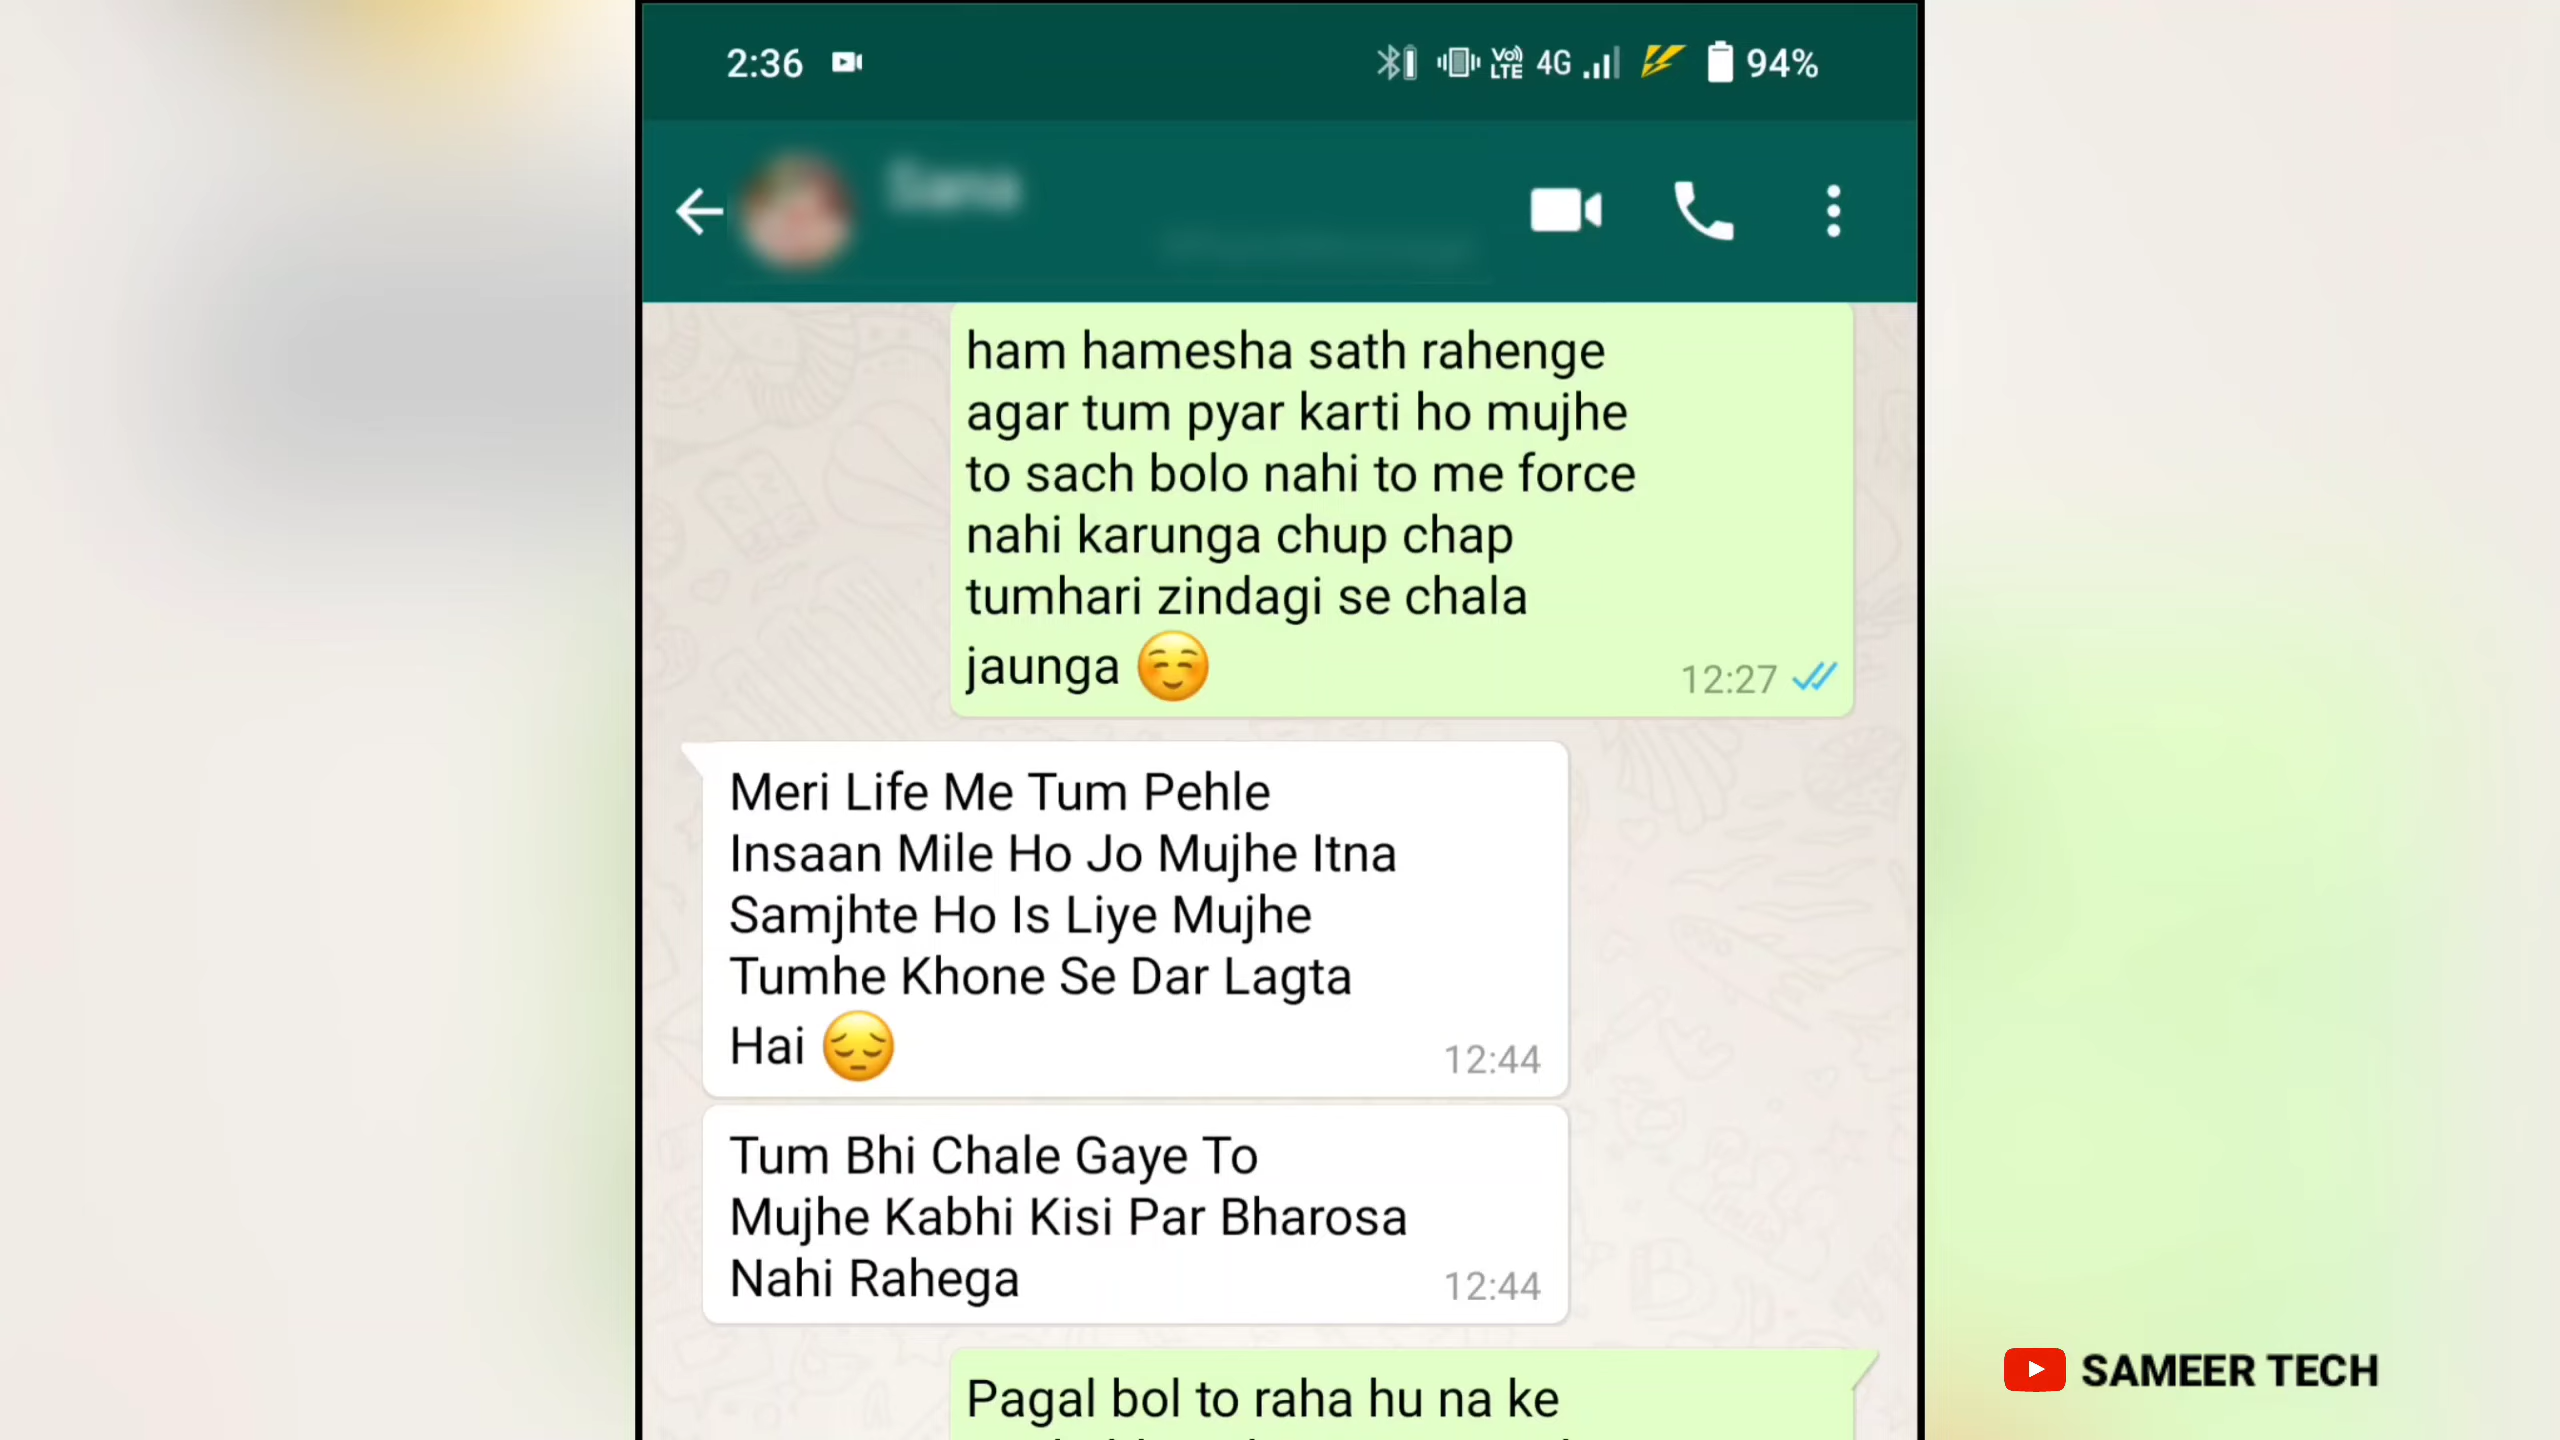 2:36 Vo) LTE 4G 94%
ham hamesha sath rahenge
agar tum pyar karti ho mujhe
to sach bolo nahi to me force
nahi karunga chup chap
tumhari zindagi se chala
jaunga ☺️
12:27
Meri Life Me Tum Pehle
Insaan Mile Ho Jo Mujhe Itna
Samjhte Ho Is Liye Mujhe
Tumhe Khone Se Dar Lagta
Hai 😔
12:44
Tum Bhi Chale Gaye To
Mujhe Kabhi Kisi Par Bharosa
Nahi Rahega
12:44
Pagal bol to raha hu na ke
SAMEER TECH